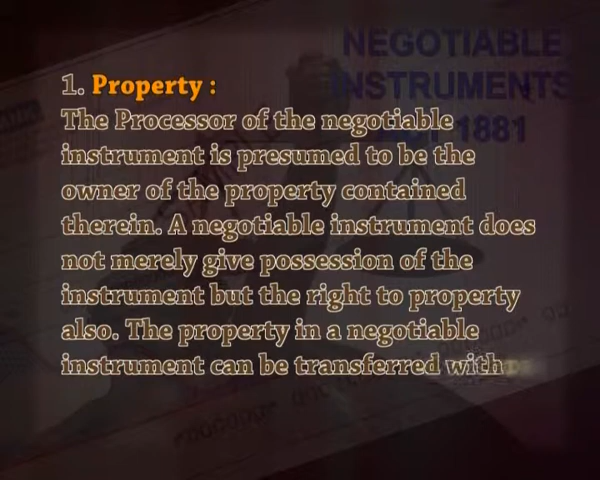 NEGOTIABLE
INSTRUMENTS
1881
1. Property :
The Processor of the negotiable
instrument is presumed to be the
owner of the property contained
therein. A negotiable instrument does
not merely give possession of the
instrument but the right to property
also. The property in a negotiable
instrument can be transferred with